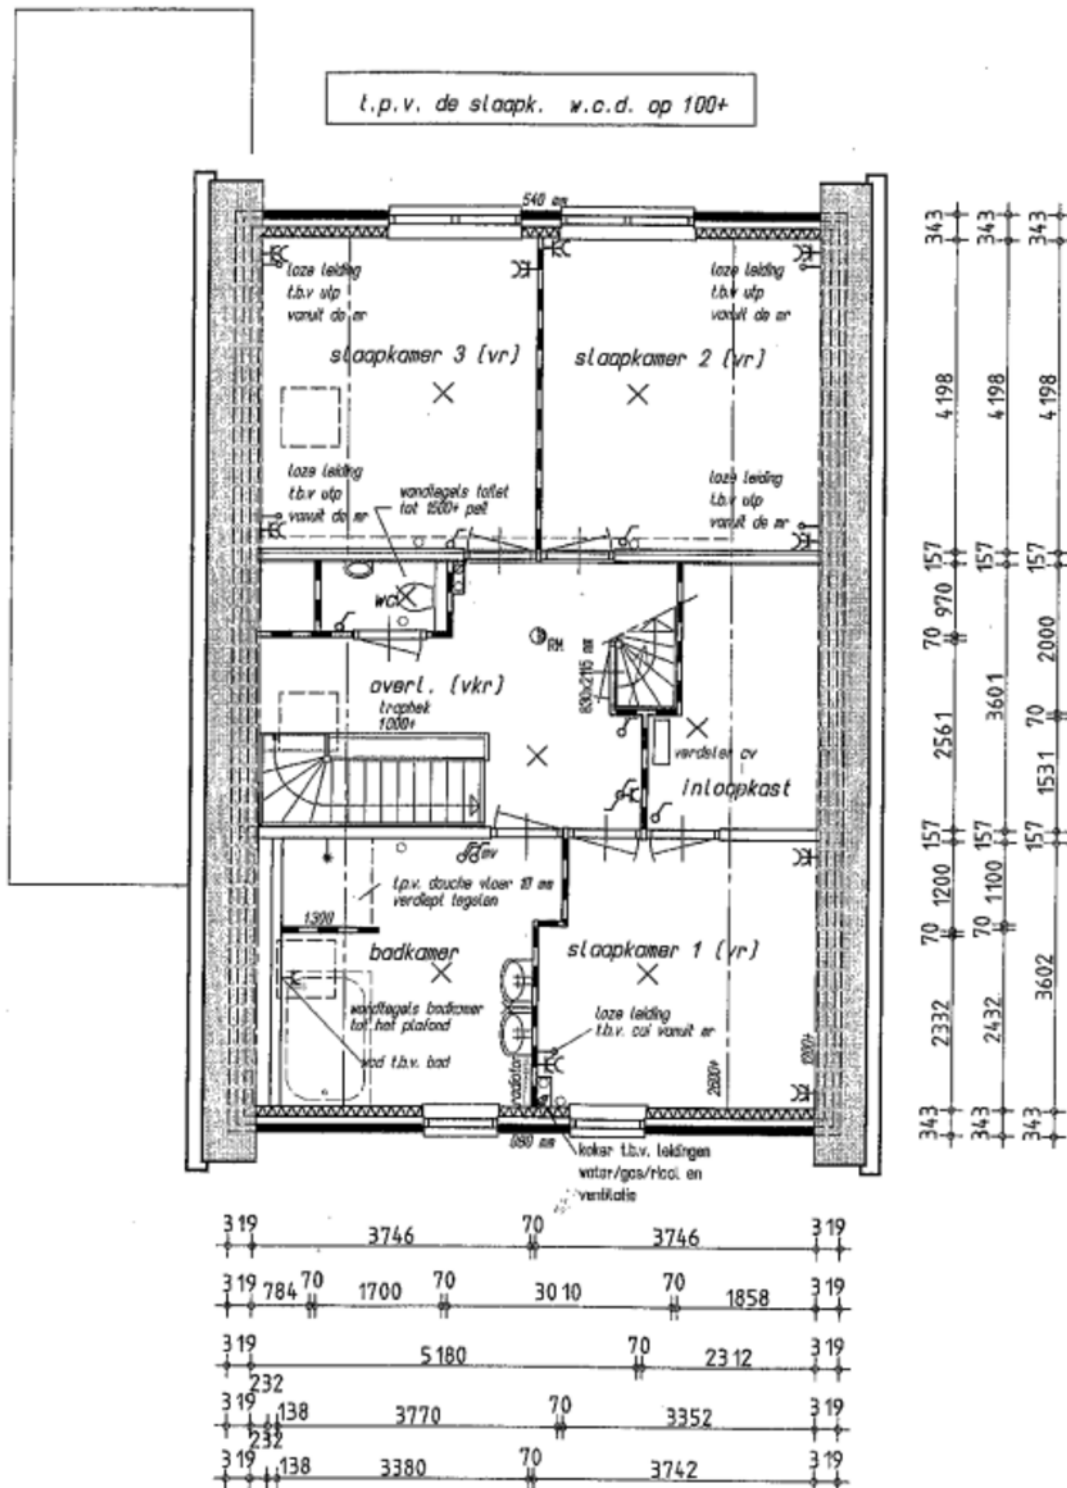 t.p.v. de slaapk. w.c.d. op 100+
540 mm
loze leiding
t.b.v utp
vanuit de mr
loze leiding
t.b.v utp
vanuit de mr
slaapkamer 3 (vr)
slaapkamer 2 (vr)
loze leiding
t.b.v utp
vanuit de mr
wandtegels toilet
tot 1500+ peil
loze leiding
t.b.v utp
vanuit de mr
wc
RM
830x2115 mm
overl. (vkr)
traphek
1000+
verdeler cv
inloopkast
mv
t.p.v. douche vloer 10 mm
verdiept tegelen
1300
badkamer
slaapkamer 1 (vr)
wandtegels badkamer
tot het plafond
wcd t.b.v. bad
loze leiding
t.b.v. cai vanuit mr
radiator
2600+
koker t.b.v. leidingen
water/gas/riool en
ventilatie
343 343 343
4198 4198 4198
157 157 157
970
70
2000
3601
2561
70
1531
157 157 157
1200 1100
70 70
3602
2332 2432
343 343 343
319 3746 70 3746 319
319 784 70 1700 70 3010 70 1858 319
319 5180 70 2312 319
319 232 138 3770 70 3352 319
319 232 138 3380 70 3742 319